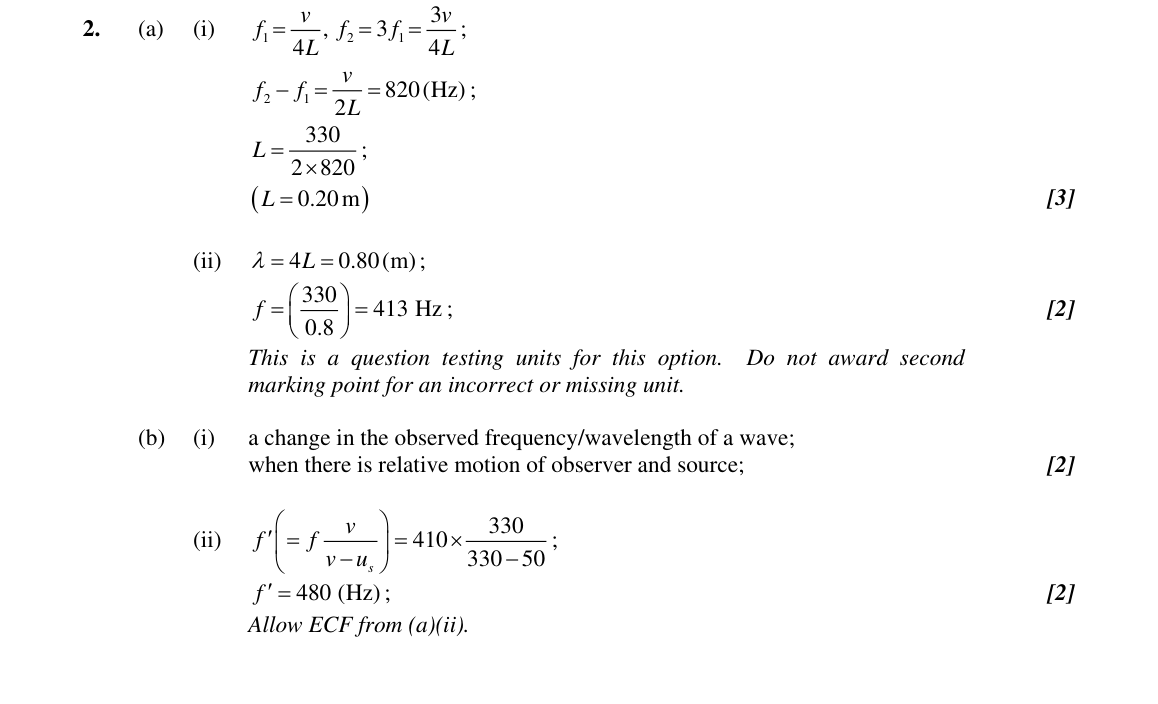 2. (a) (i) f₁ = v/4L, f₂ = 3f₁ = 3v/4L ;
f₂ − f₁ = v/2L = 820 (Hz) ;
L = 330/2×820 ;
(L = 0.20 m) [3]
(ii) λ = 4L = 0.80 (m) ;
f = (330/0.8) = 413 Hz ; [2]
This is a question testing units for this option. Do not award second
marking point for an incorrect or missing unit.
(b) (i) a change in the observed frequency/wavelength of a wave;
when there is relative motion of observer and source; [2]
(ii) f′(= f v/v − uₛ) = 410 × 330/330 − 50 ;
f′ = 480 (Hz) ; [2]
Allow ECF from (a)(ii).